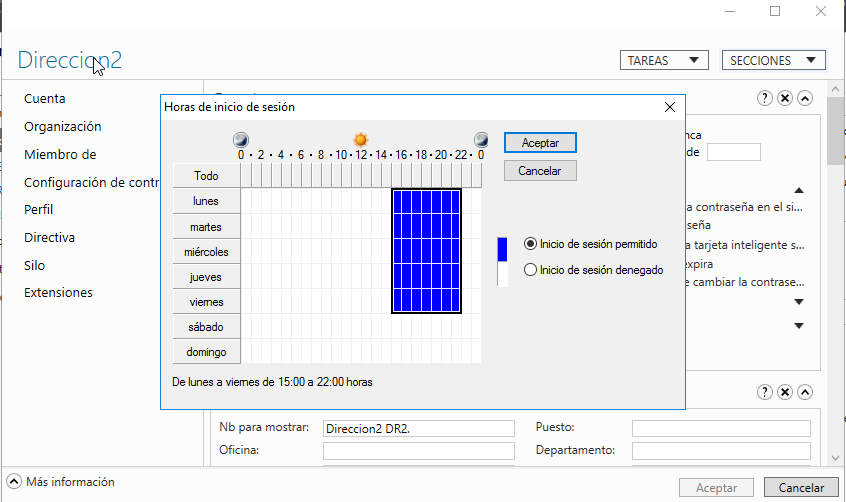 Direccion2
TAREAS
SECCIONES
Cuenta
Organización
Miembro de
Configuración de contr
Perfil
Directiva
Silo
Extensiones
Horas de inicio de sesión
0 · 2 · 4 · 6 · 8 · 10 · 12 · 14 · 16 · 18 · 20 · 22 · 0
Todo
lunes
martes
miércoles
jueves
viernes
sábado
domingo
Aceptar
Cancelar
Inicio de sesión permitido
Inicio de sesión denegado
De lunes a viernes de 15:00 a 22:00 horas
nca
de
a contraseña en el si...
seña
a tarjeta inteligente s...
expira
e cambiar la contrase...
Nb para mostrar:
Direccion2 DR2.
Puesto:
Oficina:
Departamento:
Más información
Aceptar
Cancelar